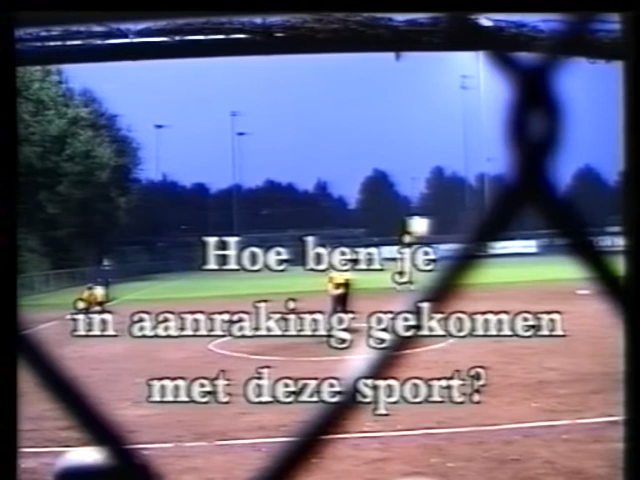 Hoe ben je
in aanraking gekomen
met deze sport?